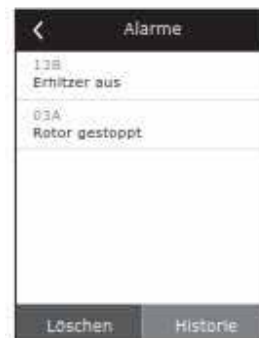 Alarme
13B
Erhitzer aus
03A
Rotor gestoppt
Löschen
Historie